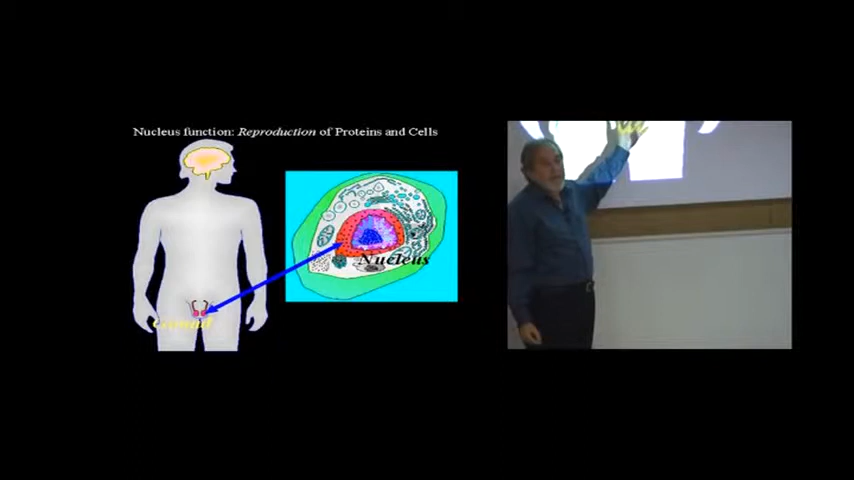 Nucleus function: Reproduction of Proteins and Cells
Nucleus
Gonad